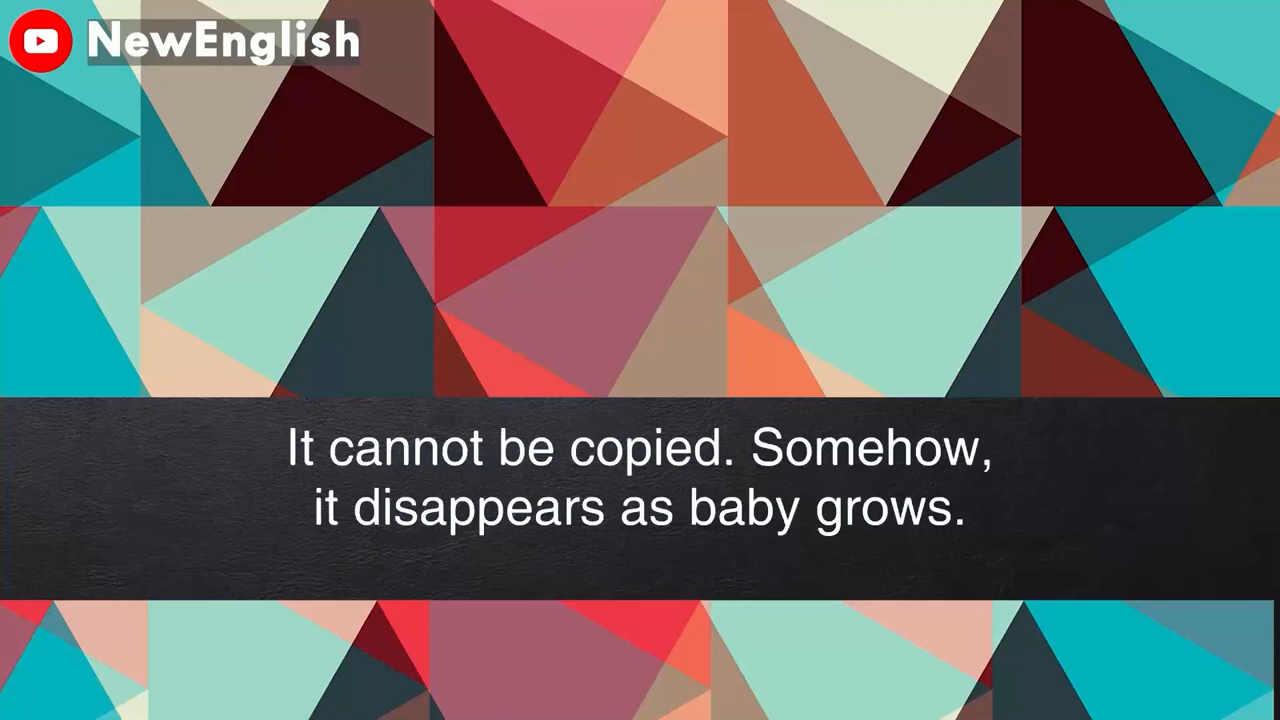 NewEnglish
It cannot be copied. Somehow,
it disappears as baby grows.